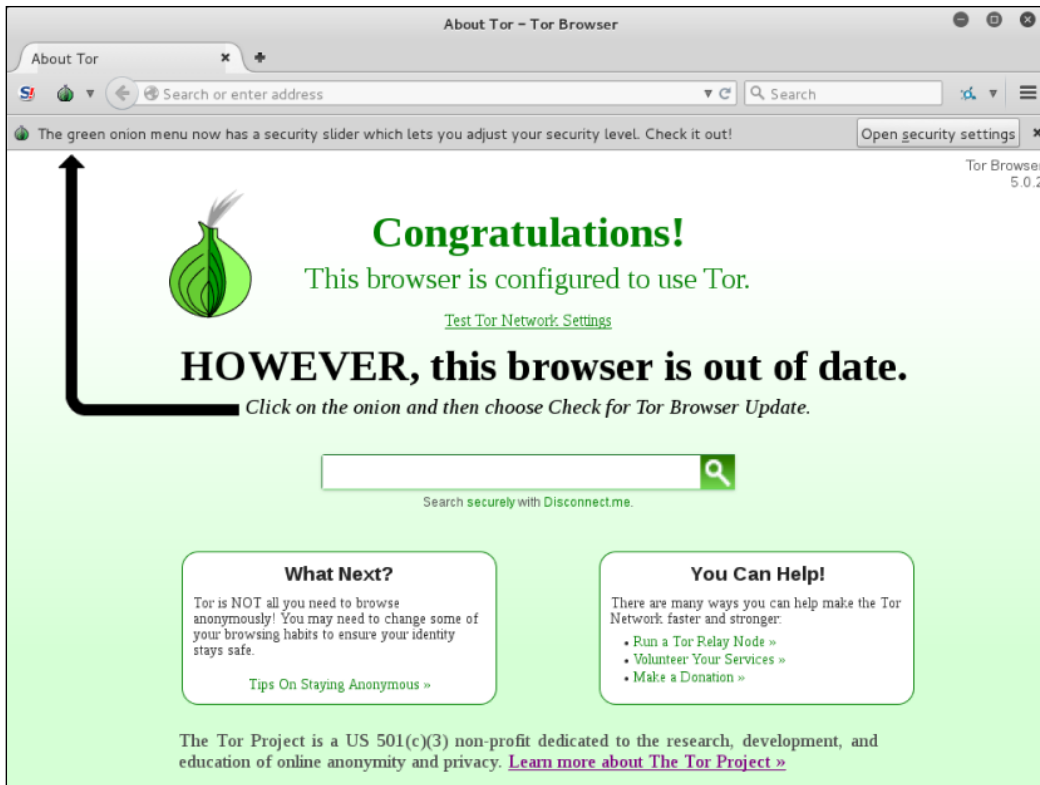 About Tor – Tor Browser
About Tor
Search or enter address
Search
The green onion menu now has a security slider which lets you adjust your security level. Check it out!
Open security settings
Tor Browser
5.0.2
Congratulations!
This browser is configured to use Tor.
Test Tor Network Settings
HOWEVER, this browser is out of date.
Click on the onion and then choose Check for Tor Browser Update.
Search securely with Disconnect.me.
What Next?
Tor is NOT all you need to browse
anonymously! You may need to change some of
your browsing habits to ensure your identity
stays safe.
Tips On Staying Anonymous »
You Can Help!
There are many ways you can help make the Tor
Network faster and stronger:
• Run a Tor Relay Node »
• Volunteer Your Services »
• Make a Donation »
The Tor Project is a US 501(c)(3) non-profit dedicated to the research, development, and
education of online anonymity and privacy. Learn more about The Tor Project »